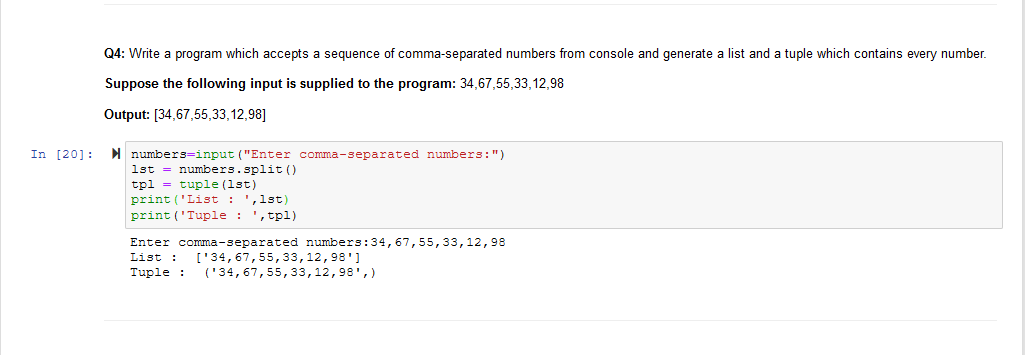 Q4: Write a program which accepts a sequence of comma-separated numbers from console and generate a list and a tuple which contains every number.
Suppose the following input is supplied to the program: 34,67,55,33,12,98
Output: [34,67,55,33,12,98]
In [20]: numbers=input("Enter comma-separated numbers:")
lst = numbers.split()
tpl = tuple(lst)
print('List : ',lst)
print('Tuple : ',tpl)
Enter comma-separated numbers:34,67,55,33,12,98
List :  ['34,67,55,33,12,98']
Tuple :  ('34,67,55,33,12,98',)